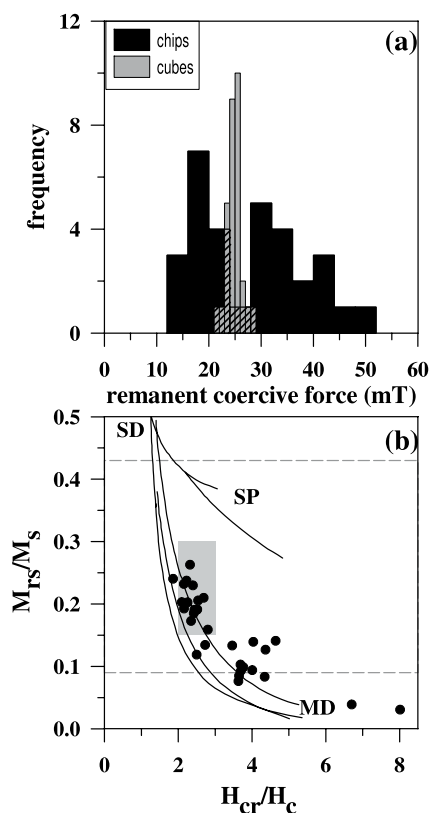 12
(a)
chips
cubes
8
frequency
4
0
0 10 20 30 40 50 60
remanent coercive force (mT)
0.5
SD
(b)
0.4
SP
0.3
Mrs/Ms
0.2
0.1
MD
0.0
0 2 4 6 8
Hcr/Hc